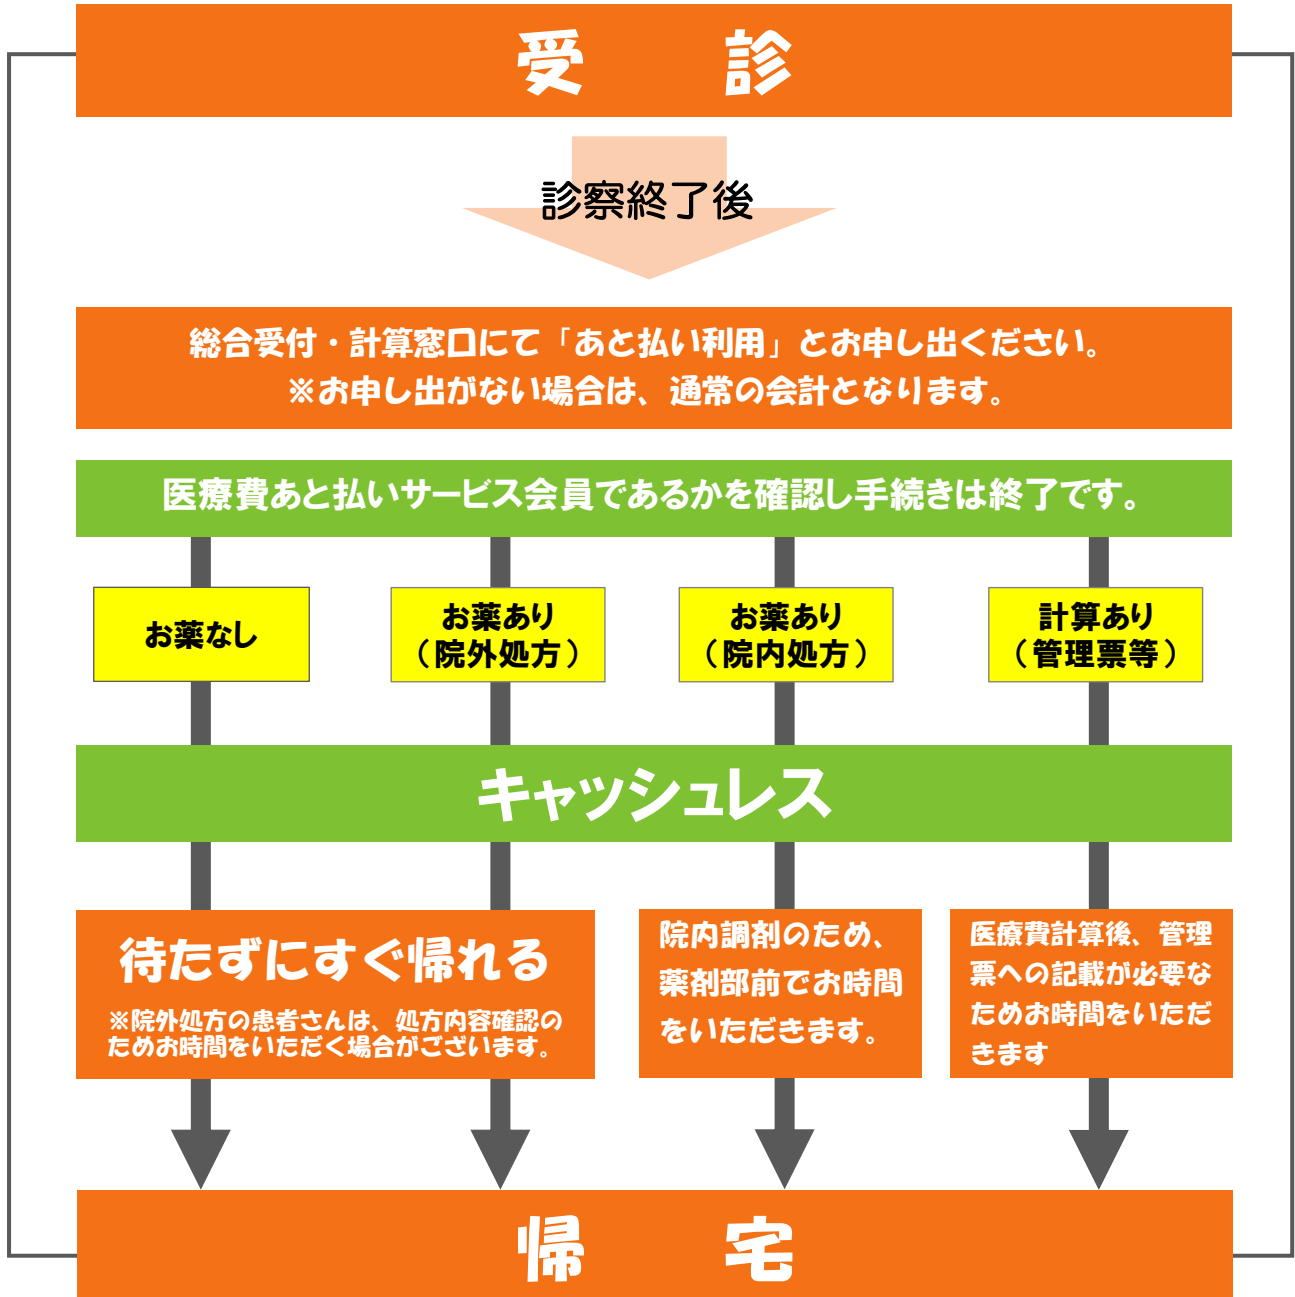 受　診
診察終了後
総合受付・計算窓口にて「あと払い利用」とお申し出ください。
※お申し出がない場合は、通常の会計となります。
医療費あと払いサービス会員であるかを確認し手続きは終了です。
お薬なし
お薬あり
（院外処方）
お薬あり
（院内処方）
計算あり
（管理票等）
キャッシュレス
待たずにすぐ帰れる
※院外処方の患者さんは、処方内容確認の
ためお時間をいただく場合がございます。
院内調剤のため、
薬剤部前でお時間
をいただきます。
医療費計算後、管理
票への記載が必要な
ためお時間をいただ
きます
帰　宅